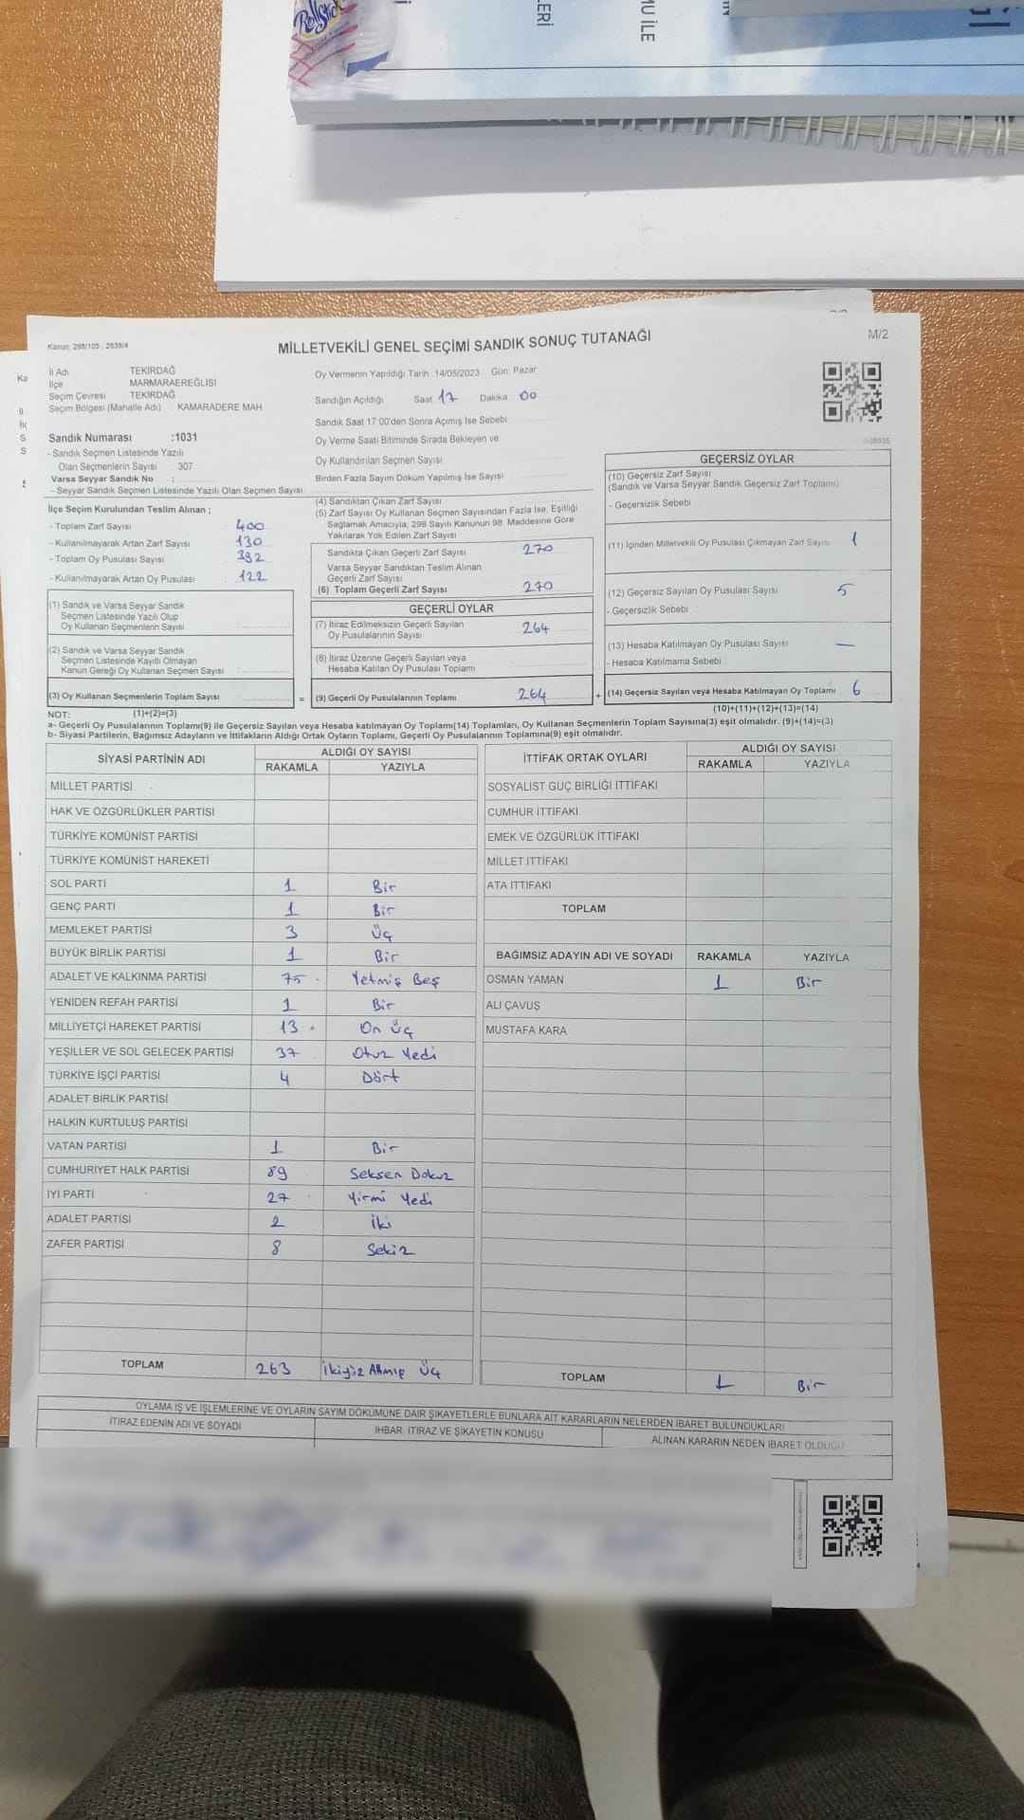 RollStick
LERİ
MU İLE
Kanun: 298/105 : 2839/4
MİLLETVEKİLİ GENEL SEÇİMİ SANDIK SONUÇ TUTANAĞI
M/2
İl Adı TEKİRDAĞ
İlçe MARMARAEREĞLİSİ
Seçim Çevresi TEKİRDAĞ
Seçim Bölgesi (Mahalle Adı) KAMARADERE MAH
Sandık Numarası :1031
- Sandık Seçmen Listesinde Yazılı
Olan Seçmenlerin Sayısı 307
Varsa Seyyar Sandık No :
- Seyyar Sandık Seçmen Listesinde Yazılı Olan Seçmen Sayısı
İlçe Seçim Kurulundan Teslim Alınan ;
- Toplam Zarf Sayısı 400
- Kullanılmayarak Artan Zarf Sayısı 130
- Toplam Oy Pusulası Sayısı 392
- Kullanılmayarak Artan Oy Pusulası 122
(1) Sandık ve Varsa Seyyar Sandık
Seçmen Listesinde Yazılı Olup
Oy Kullanan Seçmenlerin Sayısı
(2) Sandık ve Varsa Seyyar Sandık
Seçmen Listesinde Kayıtlı Olmayan
Kanun Gereği Oy Kullanan Seçmen Sayısı
(3) Oy Kullanan Seçmenlerin Toplam Sayısı
Oy Vermenin Yapıldığı Tarih :14/05/2023 Gün: Pazar
Sandığın Açıldığı Saat 17 Dakika 00
Sandık Saat 17:00'den Sonra Açılmış İse Sebebi
Oy Verme Saati Bitiminde Sırada Bekleyen ve
Oy Kullandırılan Seçmen Sayısı
Birden Fazla Sayım Döküm Yapılmış İse Sayısı
(4) Sandıktan Çıkan Zarf Sayısı
(5) Zarf Sayısı Oy Kullanan Seçmen Sayısından Fazla İse, Eşitliği
Sağlamak Amacıyla, 298 Sayılı Kanunun 98. Maddesine Göre
Yakılarak Yok Edilen Zarf Sayısı
Sandıkta Çıkan Geçerli Zarf Sayısı 270
Varsa Seyyar Sandıktan Teslim Alınan
Geçerli Zarf Sayısı
(6) Toplam Geçerli Zarf Sayısı 270
GEÇERLİ OYLAR
(7) İtiraz Edilmeksizin Geçerli Sayılan
Oy Pusulalarının Sayısı 264
(8) İtiraz Üzerine Geçerli Sayılan veya
Hesaba Katılan Oy Pusulası Toplamı
= (9) Geçerli Oy Pusulalarının Toplamı 264 +
GEÇERSİZ OYLAR
(10) Geçersiz Zarf Sayısı
(Sandık ve Varsa Seyyar Sandık Geçersiz Zarf Toplamı)
- Geçersizlik Sebebi
(11) İçinden Milletvekili Oy Pusulası Çıkmayan Zarf Sayısı 1
(12) Geçersiz Sayılan Oy Pusulası Sayısı 5
- Geçersizlik Sebebi
(13) Hesaba Katılmayan Oy Pusulası Sayısı —
- Hesaba Katılmama Sebebi
(14) Geçersiz Sayılan veya Hesaba Katılmayan Oy Toplamı 6
NOT: (1)+(2)=(3) (10)+(11)+(12)+(13)=(14)
a- Geçerli Oy Pusulalarının Toplamı(9) ile Geçersiz Sayılan veya Hesaba katılmayan Oy Toplamı(14) Toplamları, Oy Kullanan Seçmenlerin Toplam Sayısına(3) eşit olmalıdır. (9)+(14)=(3)
b- Siyasi Partilerin, Bağımsız Adayların ve İttifakların Aldığı Ortak Oyların Toplamı, Geçerli Oy Pusulalarının Toplamına(9) eşit olmalıdır.
SİYASİ PARTİNİN ADI ALDIĞI OY SAYISI
RAKAMLA YAZIYLA
MİLLET PARTİSİ
HAK VE ÖZGÜRLÜKLER PARTİSİ
TÜRKİYE KOMÜNİST PARTİSİ
TÜRKİYE KOMÜNİST HAREKETİ
SOL PARTİ 1 Bir
GENÇ PARTİ 1 Bir
MEMLEKET PARTİSİ 3 Üç
BÜYÜK BİRLİK PARTİSİ 1 Bir
ADALET VE KALKINMA PARTİSİ 75 Yetmiş Beş
YENİDEN REFAH PARTİSİ 1 Bir
MİLLİYETÇİ HAREKET PARTİSİ 13 On Üç
YEŞİLLER VE SOL GELECEK PARTİSİ 37 Otuz Yedi
TÜRKİYE İŞÇİ PARTİSİ 4 Dört
ADALET BİRLİK PARTİSİ
HALKIN KURTULUŞ PARTİSİ
VATAN PARTİSİ 1 Bir
CUMHURİYET HALK PARTİSİ 89 Seksen Dokuz
İYİ PARTİ 27 Yirmi Yedi
ADALET PARTİSİ 2 İki
ZAFER PARTİSİ 8 Sekiz
TOPLAM 263 İkiyüz Atmış Üç
İTTİFAK ORTAK OYLARI ALDIĞI OY SAYISI
RAKAMLA YAZIYLA
SOSYALİST GÜÇ BİRLİĞİ İTTİFAKI
CUMHUR İTTİFAKI
EMEK VE ÖZGÜRLÜK İTTİFAKI
MİLLET İTTİFAKI
ATA İTTİFAKI
TOPLAM
BAĞIMSIZ ADAYIN ADI VE SOYADI RAKAMLA YAZIYLA
OSMAN YAMAN 1 Bir
ALİ ÇAVUŞ
MUSTAFA KARA
TOPLAM 1 Bir
OYLAMA İŞ VE İŞLEMLERİNE VE OYLARIN SAYIM DÖKÜMÜNE DAİR ŞİKAYETLERLE BUNLARA AİT KARARLARIN NELERDEN İBARET BULUNDUKLARI
İTİRAZ EDENİN ADI VE SOYADI İHBAR, İTİRAZ VE ŞİKAYETİN KONUSU ALINAN KARARIN NEDEN İBARET OLDUĞU